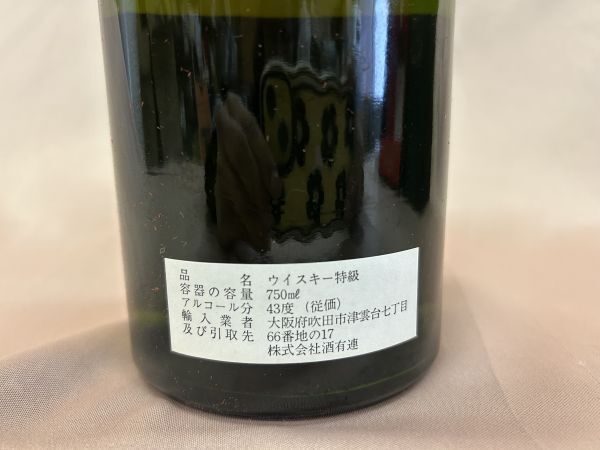 品名 ウイスキー特級
容器の容量 750㎖
アルコール分 43度（従価）
輸入業者 大阪府吹田市津雲台七丁目
及び引取先 66番地の17
株式会社酒有連